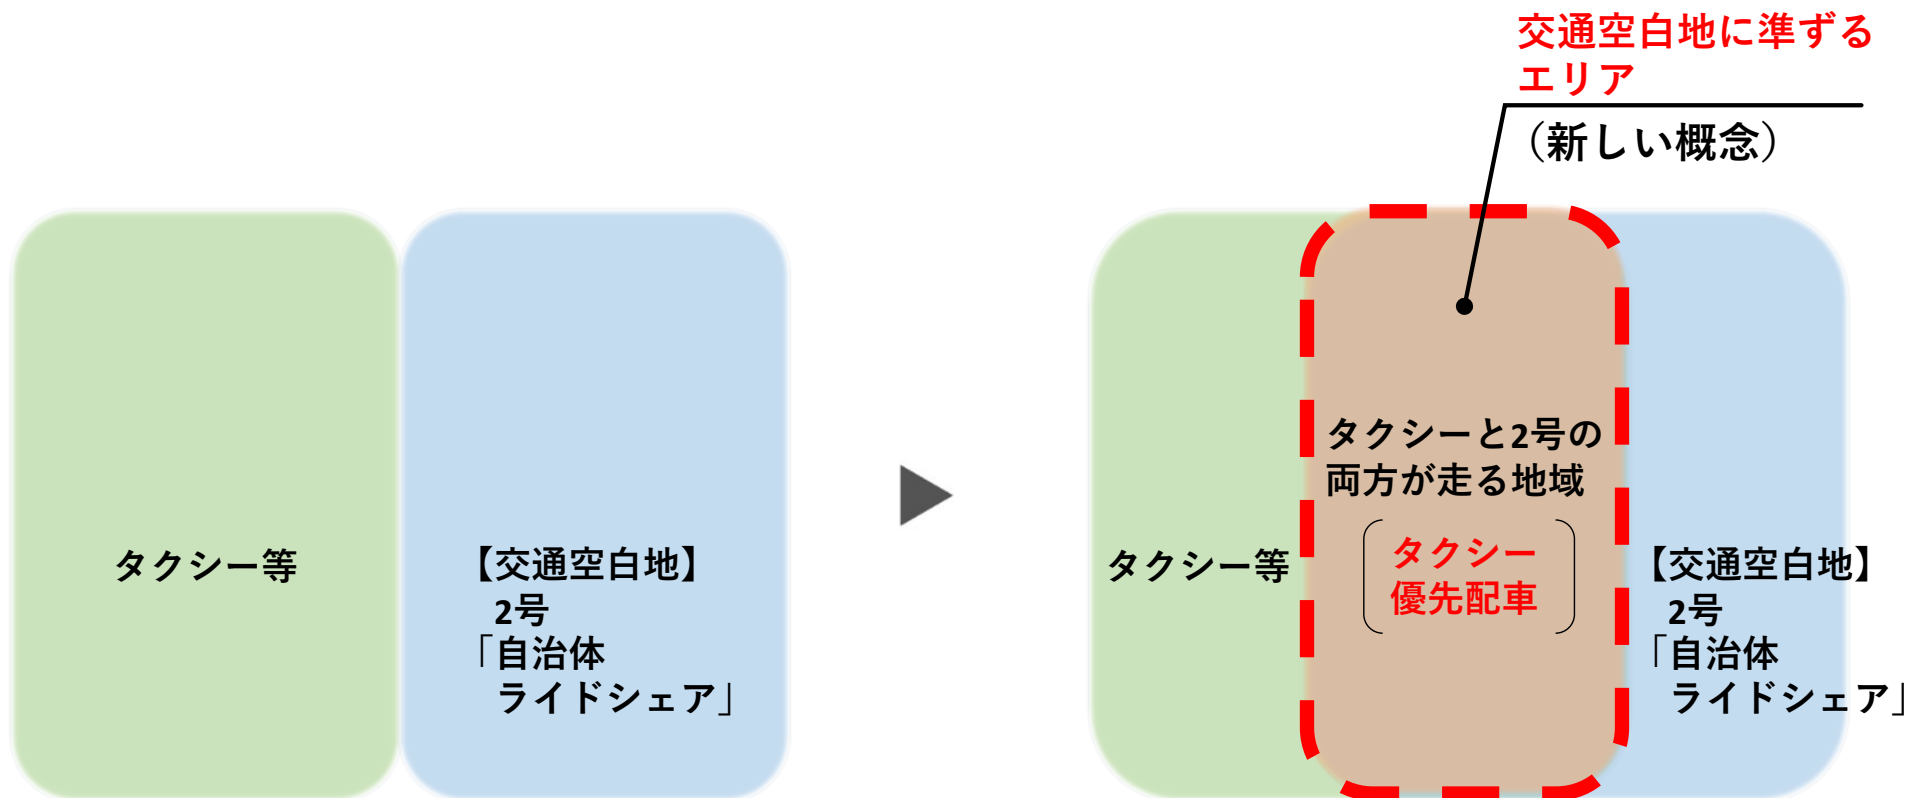 交通空白地に準ずる
エリア
（新しい概念）
タクシー等
【交通空白地】
2号
「自治体
ライドシェア」
タクシーと2号の
両方が走る地域
タクシー
優先配車
タクシー等
【交通空白地】
2号
「自治体
ライドシェア」